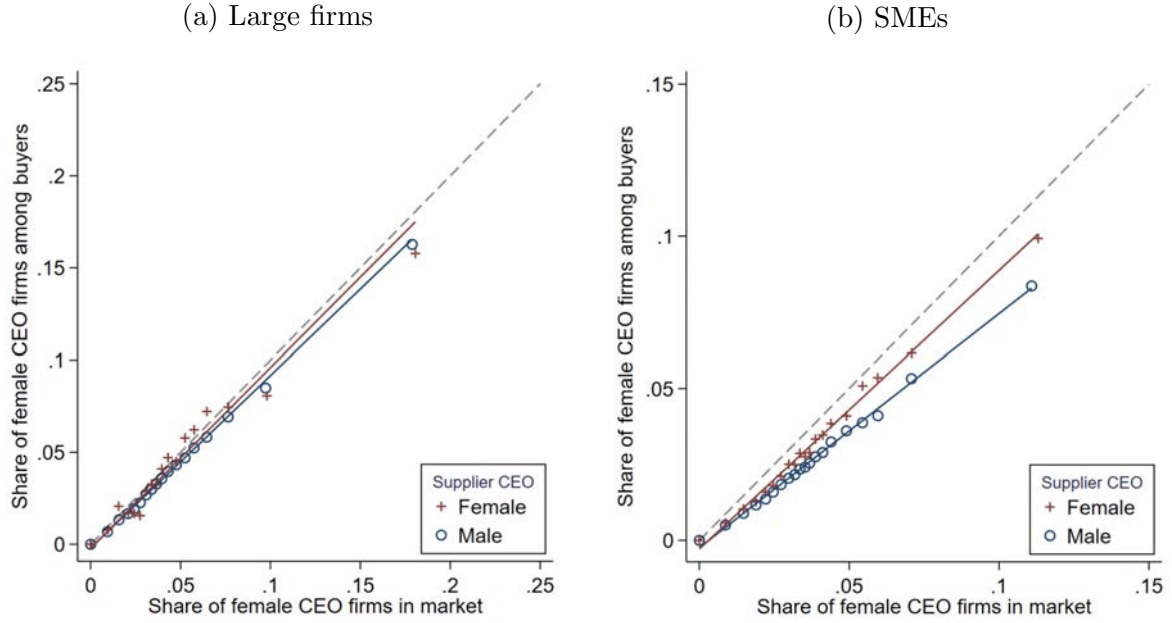 (a) Large firms
Share of female CEO firms among buyers
.25
.2
.15
.1
.05
0
0
.05
.1
.15
.2
.25
Share of female CEO firms in market
Supplier CEO
Female
Male
(b) SMEs
Share of female CEO firms among buyers
.15
.1
.05
0
0
.05
.1
.15
Share of female CEO firms in market
Supplier CEO
Female
Male